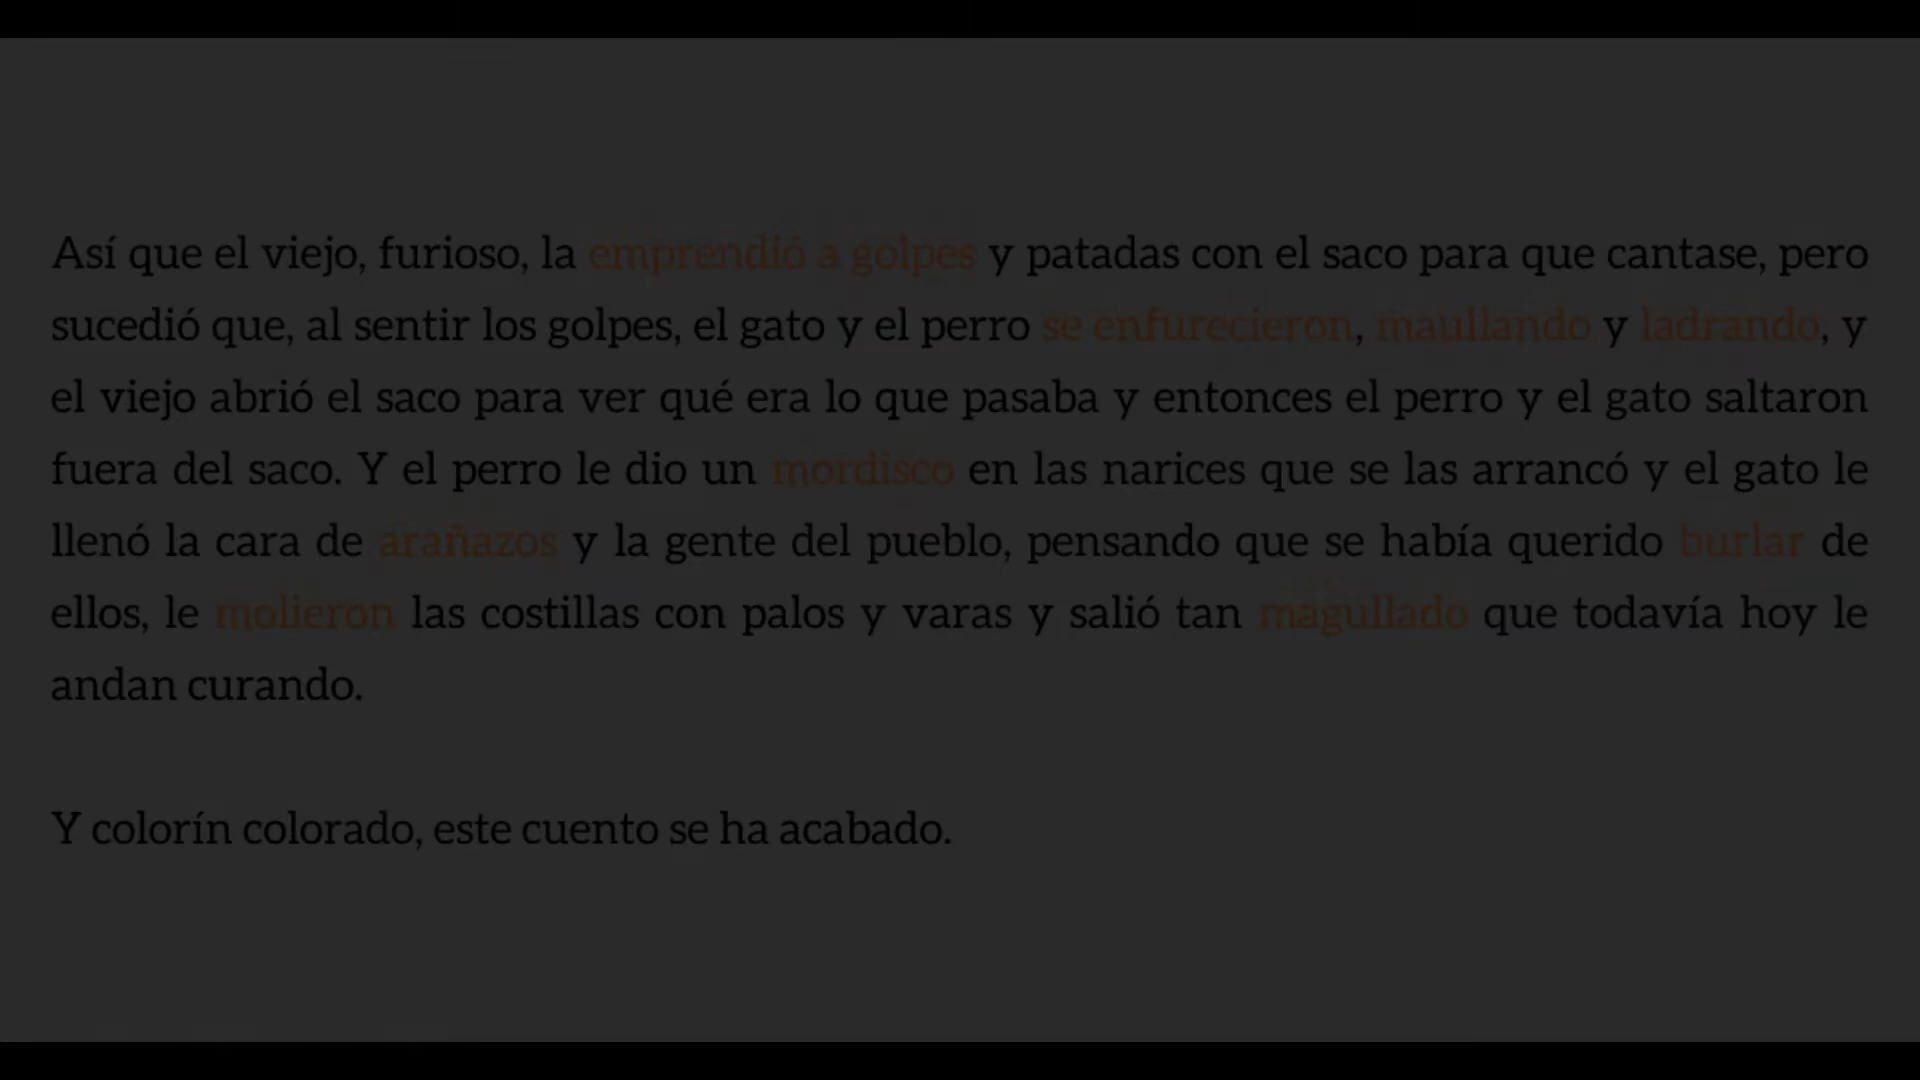 Así que el viejo, furioso, la emprendió a golpes y patadas con el saco para que cantase, pero
sucedió que, al sentir los golpes, el gato y el perro se enfurecieron, maullando y ladrando, y
el viejo abrió el saco para ver qué era lo que pasaba y entonces el perro y el gato saltaron
fuera del saco. Y el perro le dio un mordisco en las narices que se las arrancó y el gato le
llenó la cara de arañazos y la gente del pueblo, pensando que se había querido burlar de
ellos, le molieron las costillas con palos y varas y salió tan magullado que todavía hoy le
andan curando.
Y colorín colorado, este cuento se ha acabado.